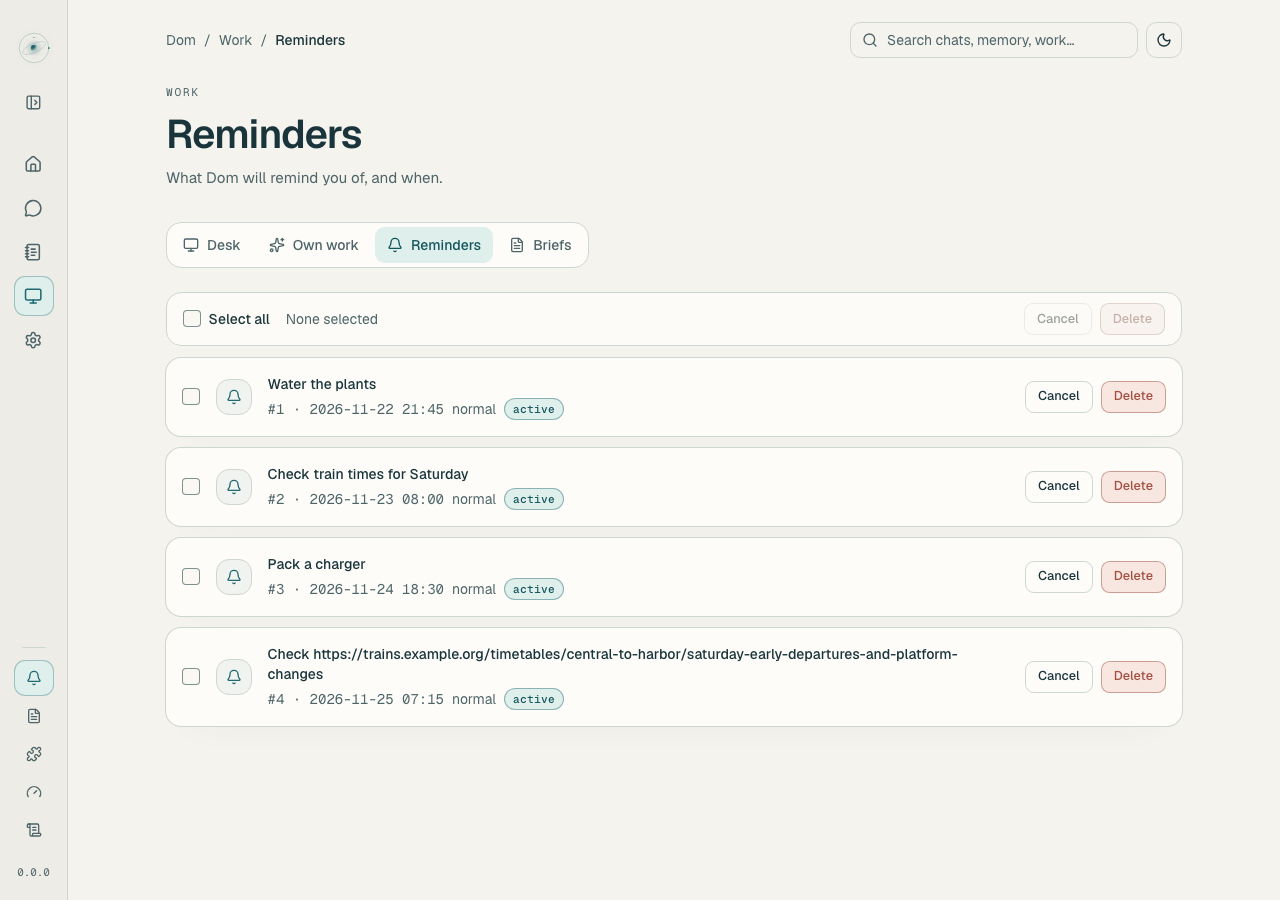 Dom / Work / Reminders
Search chats, memory, work…
WORK
Reminders
What Dom will remind you of, and when.
Desk Own work Reminders Briefs
Select all None selected Cancel Delete
Water the plants
#1 · 2026-11-22 21:45 normal active
Cancel Delete
Check train times for Saturday
#2 · 2026-11-23 08:00 normal active
Cancel Delete
Pack a charger
#3 · 2026-11-24 18:30 normal active
Cancel Delete
Check https://trains.example.org/timetables/central-to-harbor/saturday-early-departures-and-platform-
changes
#4 · 2026-11-25 07:15 normal active
Cancel Delete
0.0.0